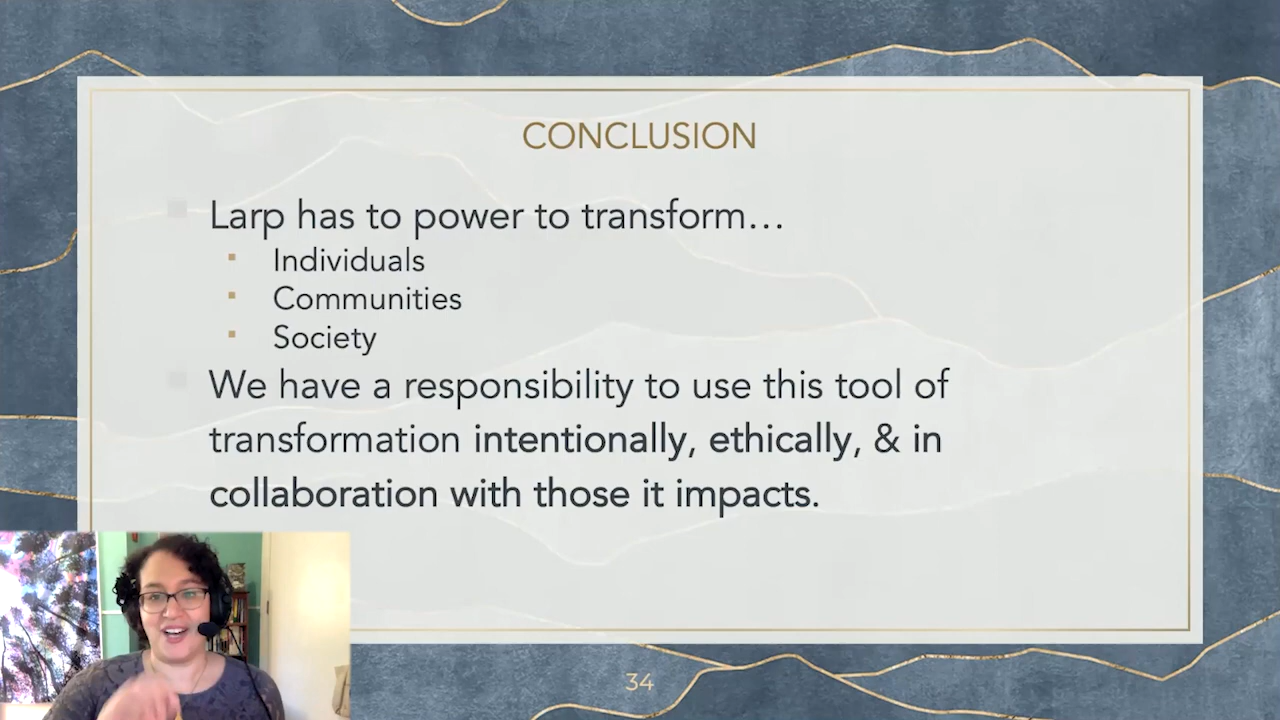 CONCLUSION
Larp has to power to transform...
Individuals
Communities
Society
We have a responsibility to use this tool of
transformation intentionally, ethically, & in
collaboration with those it impacts.
34